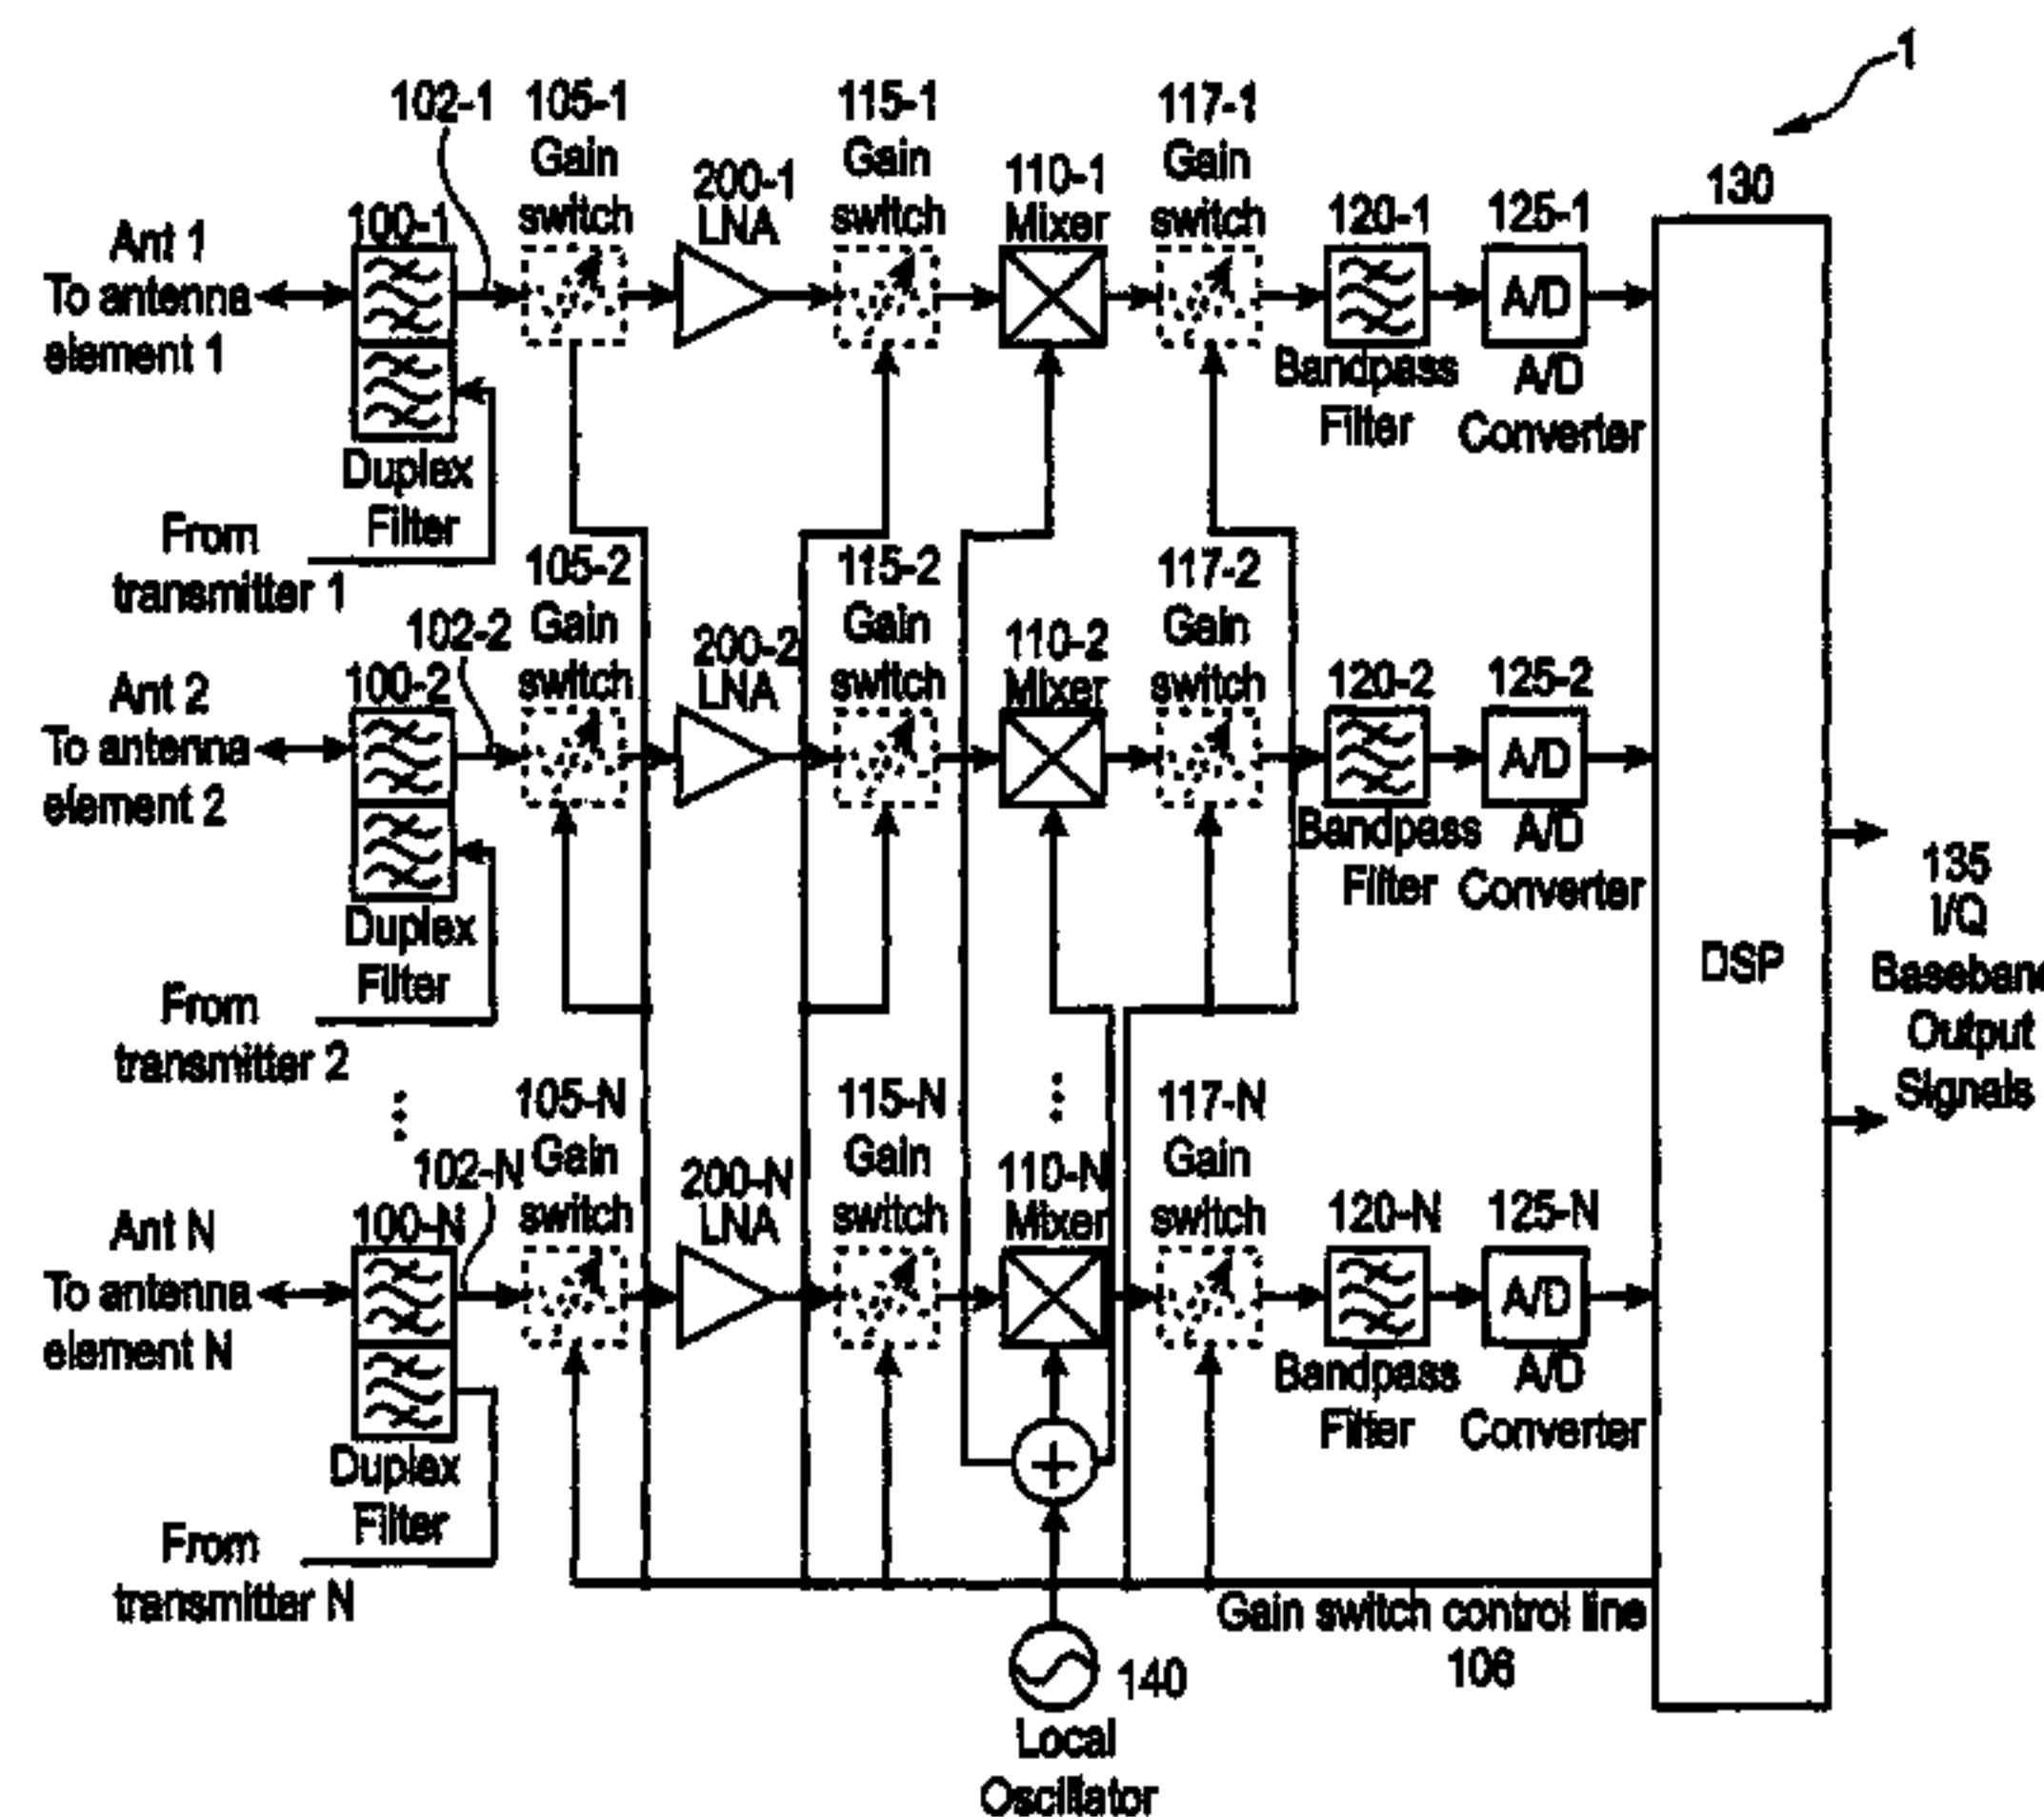 1
102-1
105-1
Gain
switch
115-1
Gain
switch
117-1
Gain
switch
200-1
LNA
110-1
Mixer
130
Ant 1
To antenna
element 1
100-1
120-1
125-1
A/D
Duplex
Filter
Bandpass
Filter
A/D
Converter
From
transmitter 1
102-2
105-2
Gain
switch
115-2
Gain
switch
117-2
Gain
switch
200-2
LNA
110-2
Mixer
Ant 2
To antenna
element 2
100-2
120-2
125-2
A/D
Duplex
Filter
Bandpass
Filter
A/D
Converter
From
transmitter 2
DSP
135
I/Q
Baseband
Output
Signals
102-N
105-N
Gain
switch
115-N
Gain
switch
117-N
Gain
switch
200-N
LNA
110-N
Mixer
Ant N
To antenna
element N
100-N
120-N
125-N
A/D
Duplex
Filter
Bandpass
Filter
A/D
Converter
From
transmitter N
Gain switch control line
106
140
Local
Oscillator